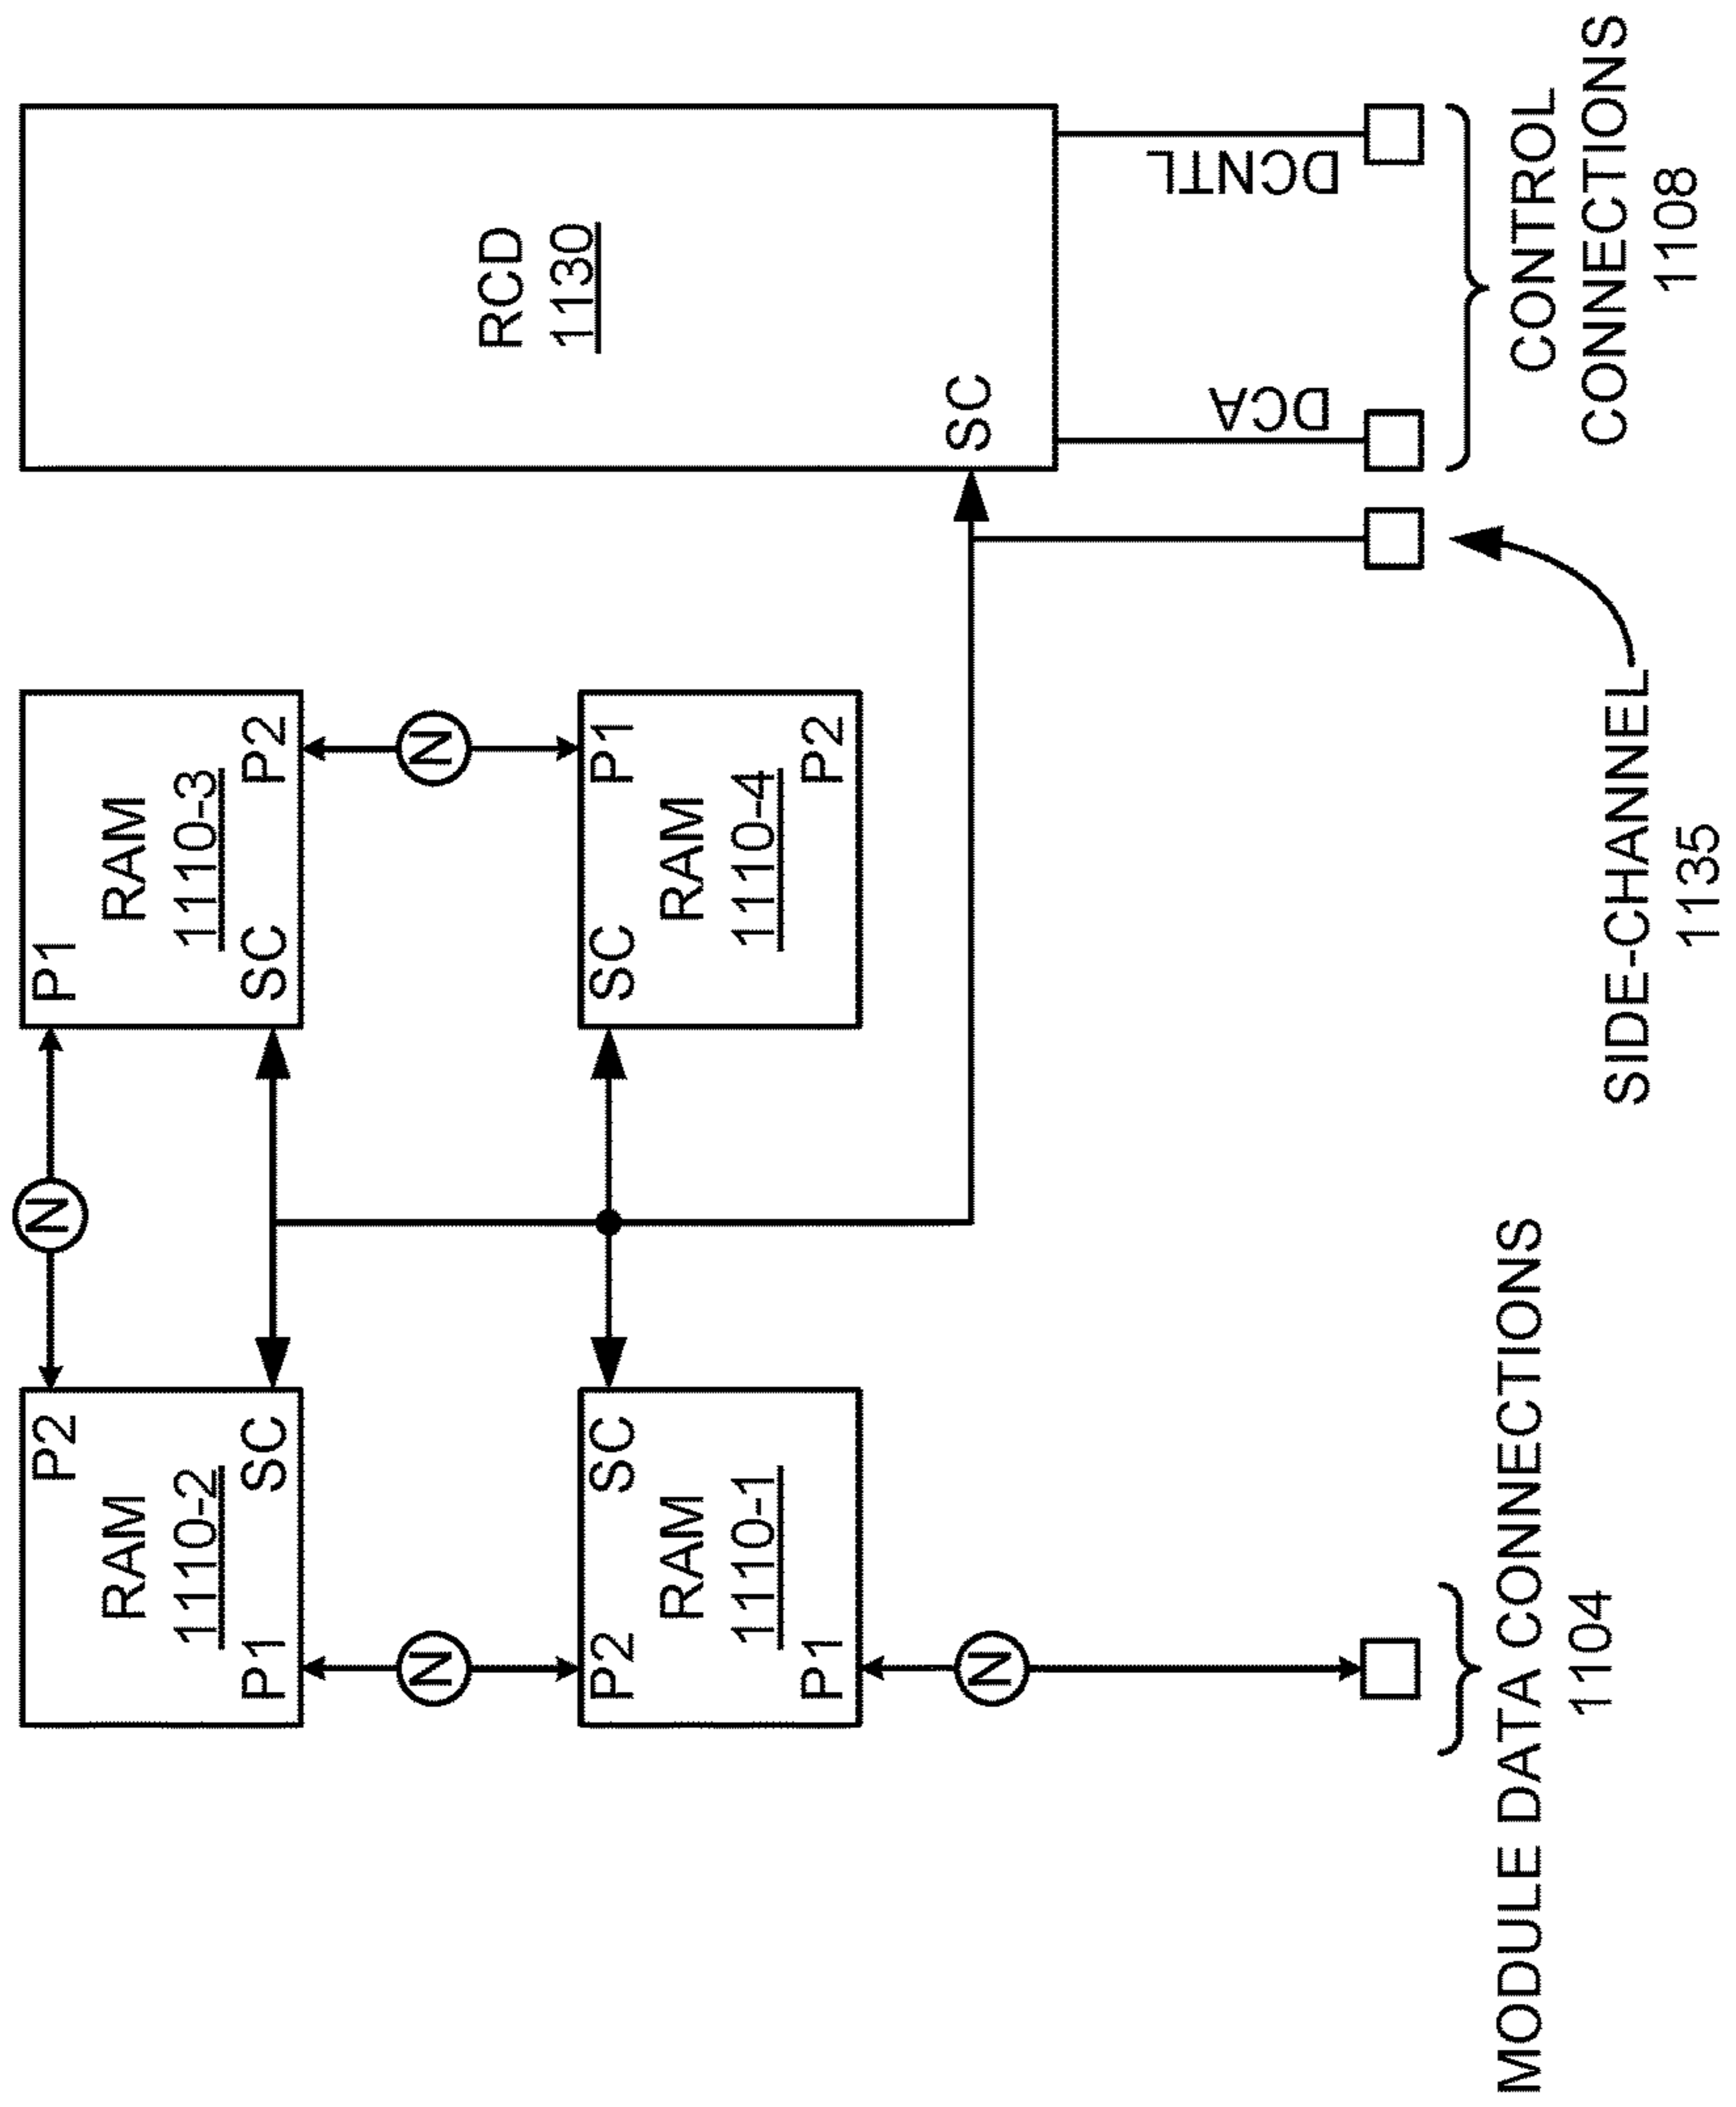 P2
RAM
1110-2
P1
SC
N
P1
RAM
1110-3
SC
P2
N
N
P2
SC
RAM
1110-1
P1
N
SC
P1
RAM
1110-4
P2
RCD
1130
SC
DCA
DCNTL
MODULE DATA CONNECTIONS
1104
SIDE-CHANNEL
1135
CONTROL
CONNECTIONS
1108